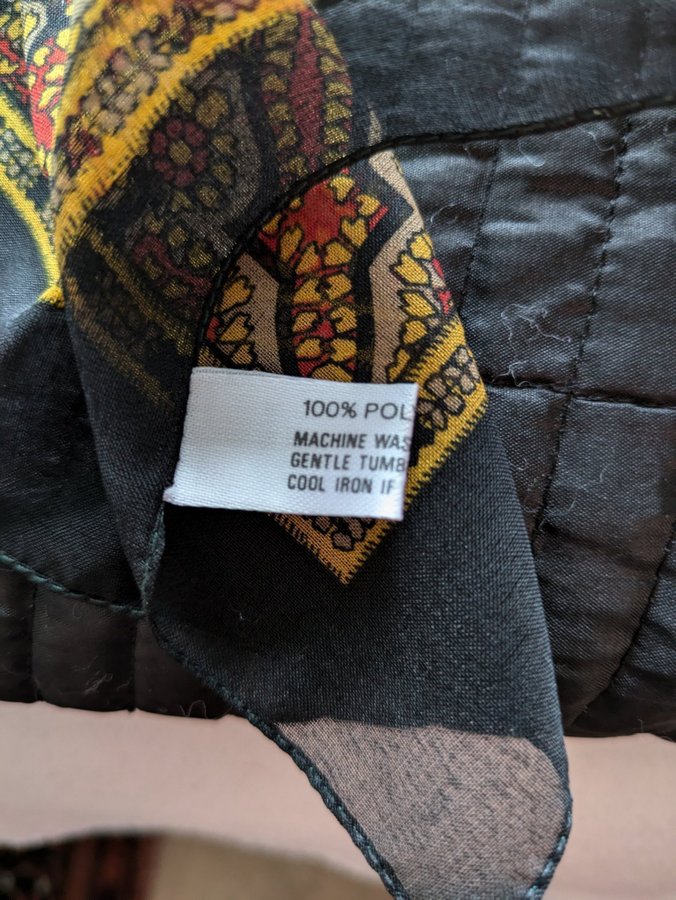 100% POL
MACHINE WAS
GENTLE TUMB
COOL IRON IF